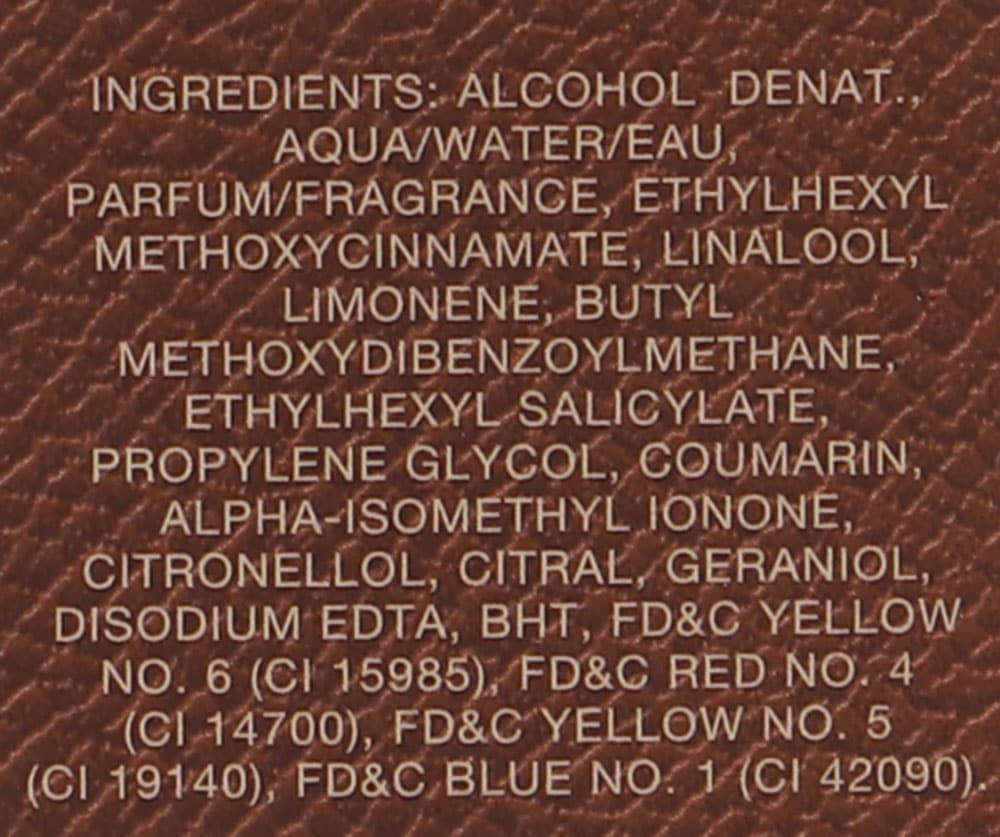 INGREDIENTS: ALCOHOL DENAT.,
AQUA/WATER/EAU,
PARFUM/FRAGRANCE, ETHYLHEXYL
METHOXYCINNAMATE, LINALOOL,
LIMONENE, BUTYL
METHOXYDIBENZOYLMETHANE,
ETHYLHEXYL SALICYLATE,
PROPYLENE GLYCOL, COUMARIN,
ALPHA-ISOMETHYL IONONE,
CITRONELLOL, CITRAL, GERANIOL,
DISODIUM EDTA, BHT, FD&C YELLOW
NO. 6 (CI 15985), FD&C RED NO. 4
(CI 14700), FD&C YELLOW NO. 5
(CI 19140), FD&C BLUE NO. 1 (CI 42090).